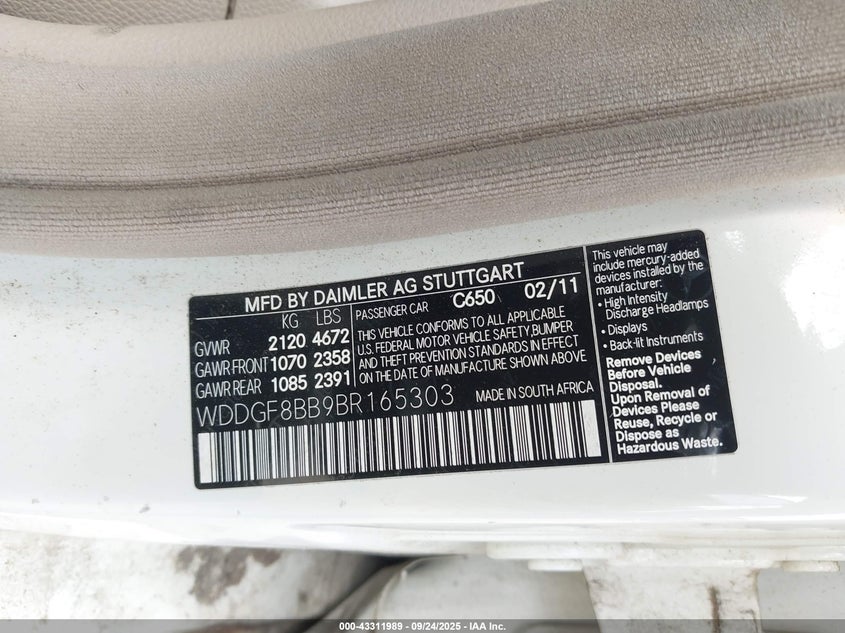 MFD BY DAIMLER AG STUTTGART
KG LBS
GVWR 2120 4672
GAWR FRONT 1070 2358
GAWR REAR 1085 2391
PASSENGER CAR C650 02/11
THIS VEHICLE CONFORMS TO ALL APPLICABLE
U.S. FEDERAL MOTOR VEHICLE SAFETY,BUMPER
AND THEFT PREVENTION STANDARDS IN EFFECT
ON THE DATE OF MANUFACTURE SHOWN ABOVE
WDDGF8BB9BR165303 MADE IN SOUTH AFRICA
This vehicle may
include mercury-added
devices installed by the
manufacturer:
• High Intensity
Discharge Headlamps
• Displays
• Back-lit Instruments
Remove Devices
Before Vehicle
Disposal.
Upon Removal of
Devices Please
Reuse, Recycle or
Dispose as
Hazardous Waste.
000-43311989 - 09/24/2025 - IAA Inc.